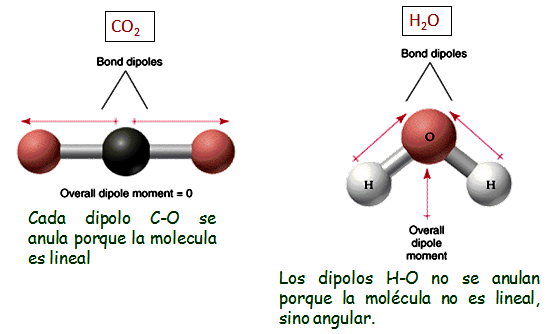 CO2
Bond dipoles
Overall dipole moment = 0
Cada dipolo C-O se
anula porque la molecula
es lineal
H2O
Bond dipoles
O
H
H
Overall
dipole
moment
Los dipolos H-O no se anulan
porque la molécula no es lineal,
sino angular.